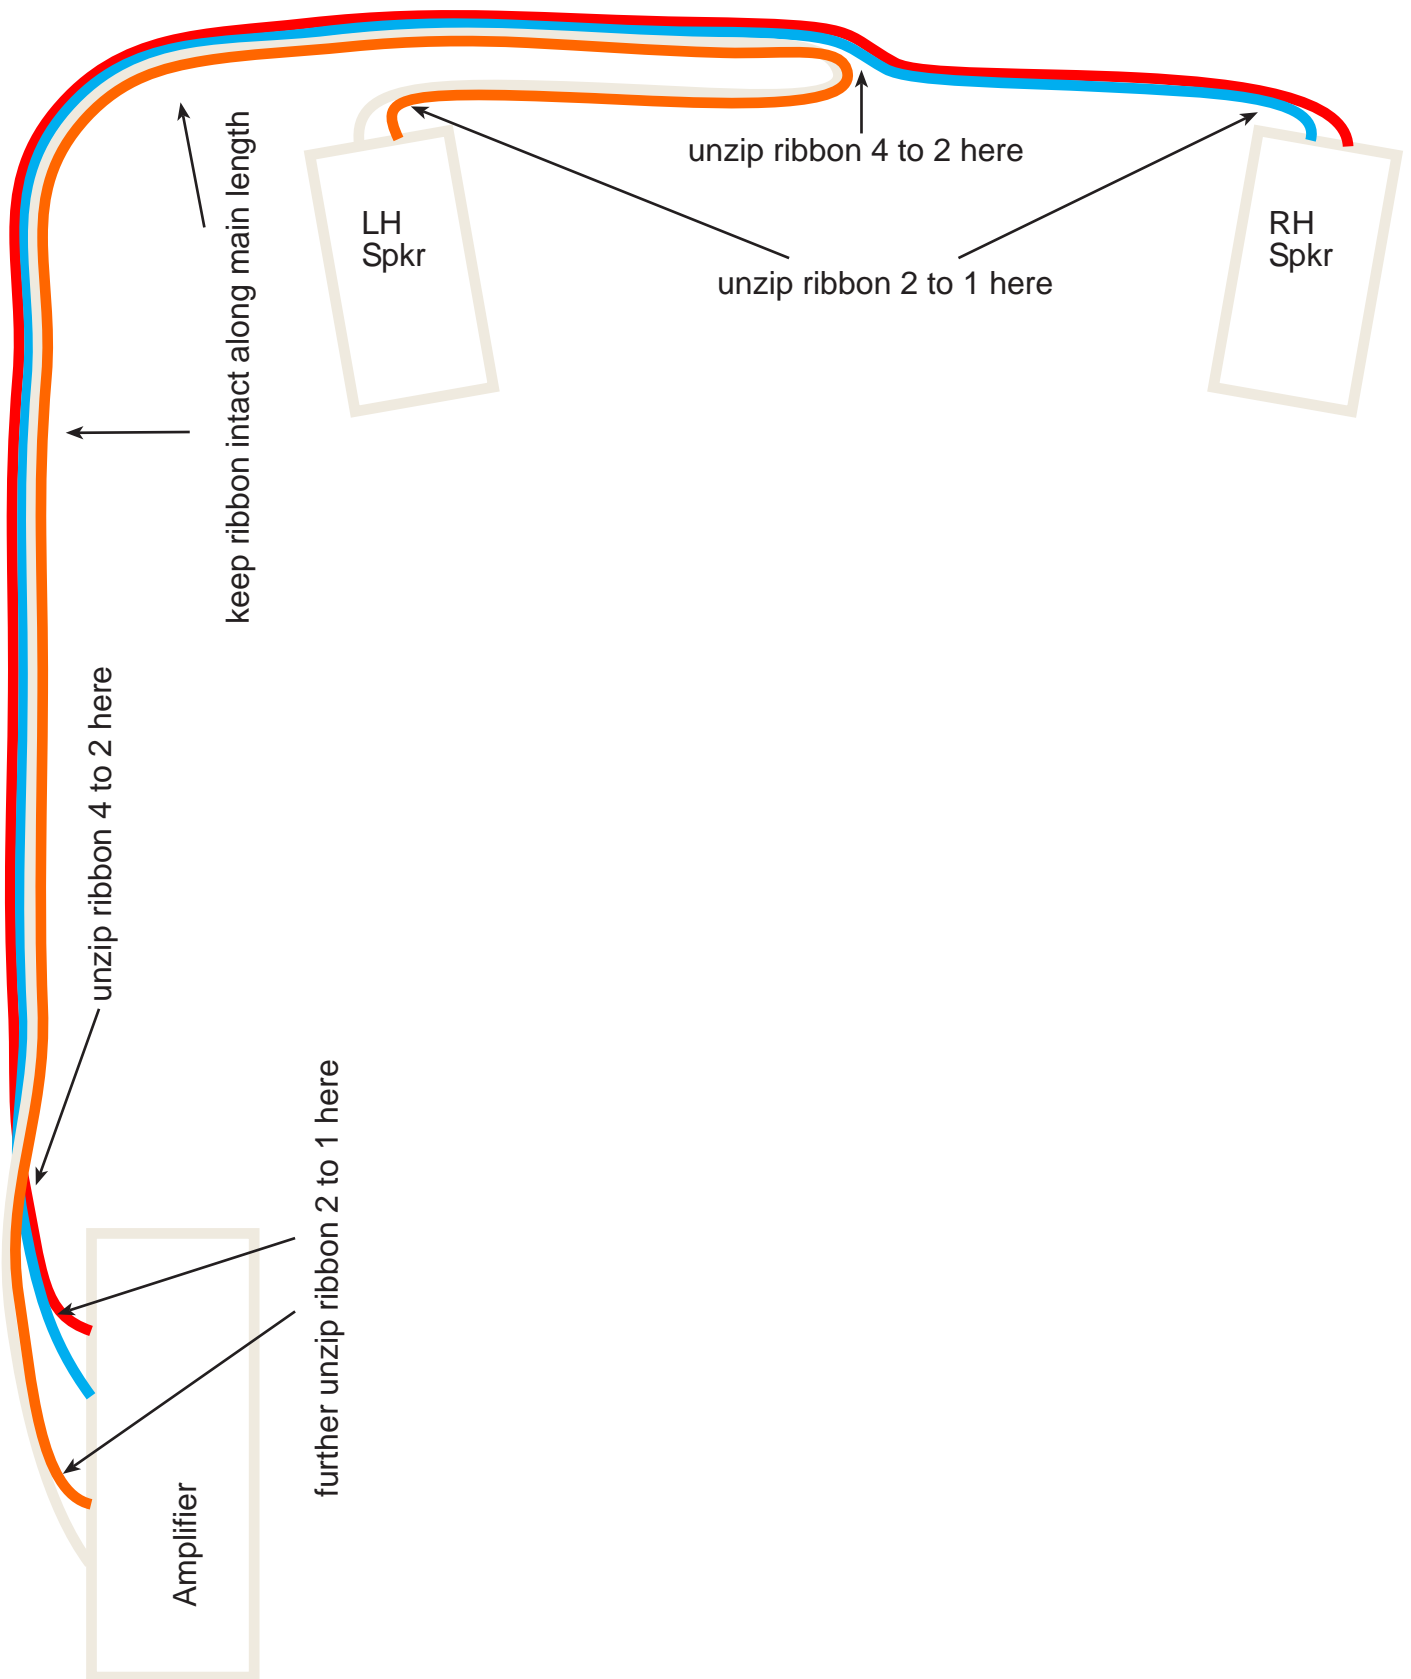 unzip ribbon 4 to 2 here
LH
Spkr
RH
Spkr
unzip ribbon 2 to 1 here
keep ribbon intact along main length
unzip ribbon 4 to 2 here
further unzip ribbon 2 to 1 here
Amplifier